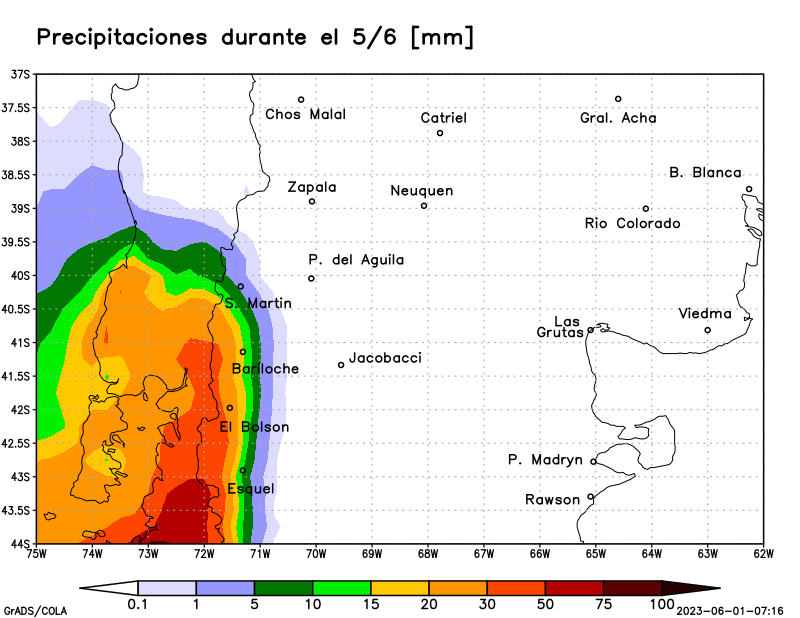 Precipitaciones durante el 5/6 [mm]
37S
37.5S
38S
38.5S
39S
39.5S
40S
40.5S
41S
41.5S
42S
42.5S
43S
43.5S
44S
Chos Malal
Catriel
Gral. Acha
B. Blanca
Zapala
Neuquen
Rio Colorado
P. del Aguila
S. Martin
Viedma
Las
Grutas
Jacobacci
Bariloche
El Bolson
P. Madryn
Esquel
Rawson
75W 74W 73W 72W 71W 70W 69W 68W 67W 66W 65W 64W 63W 62W
0.1 1 5 10 15 20 30 50 75 100
GrADS/COLA
2023-06-01-07:16